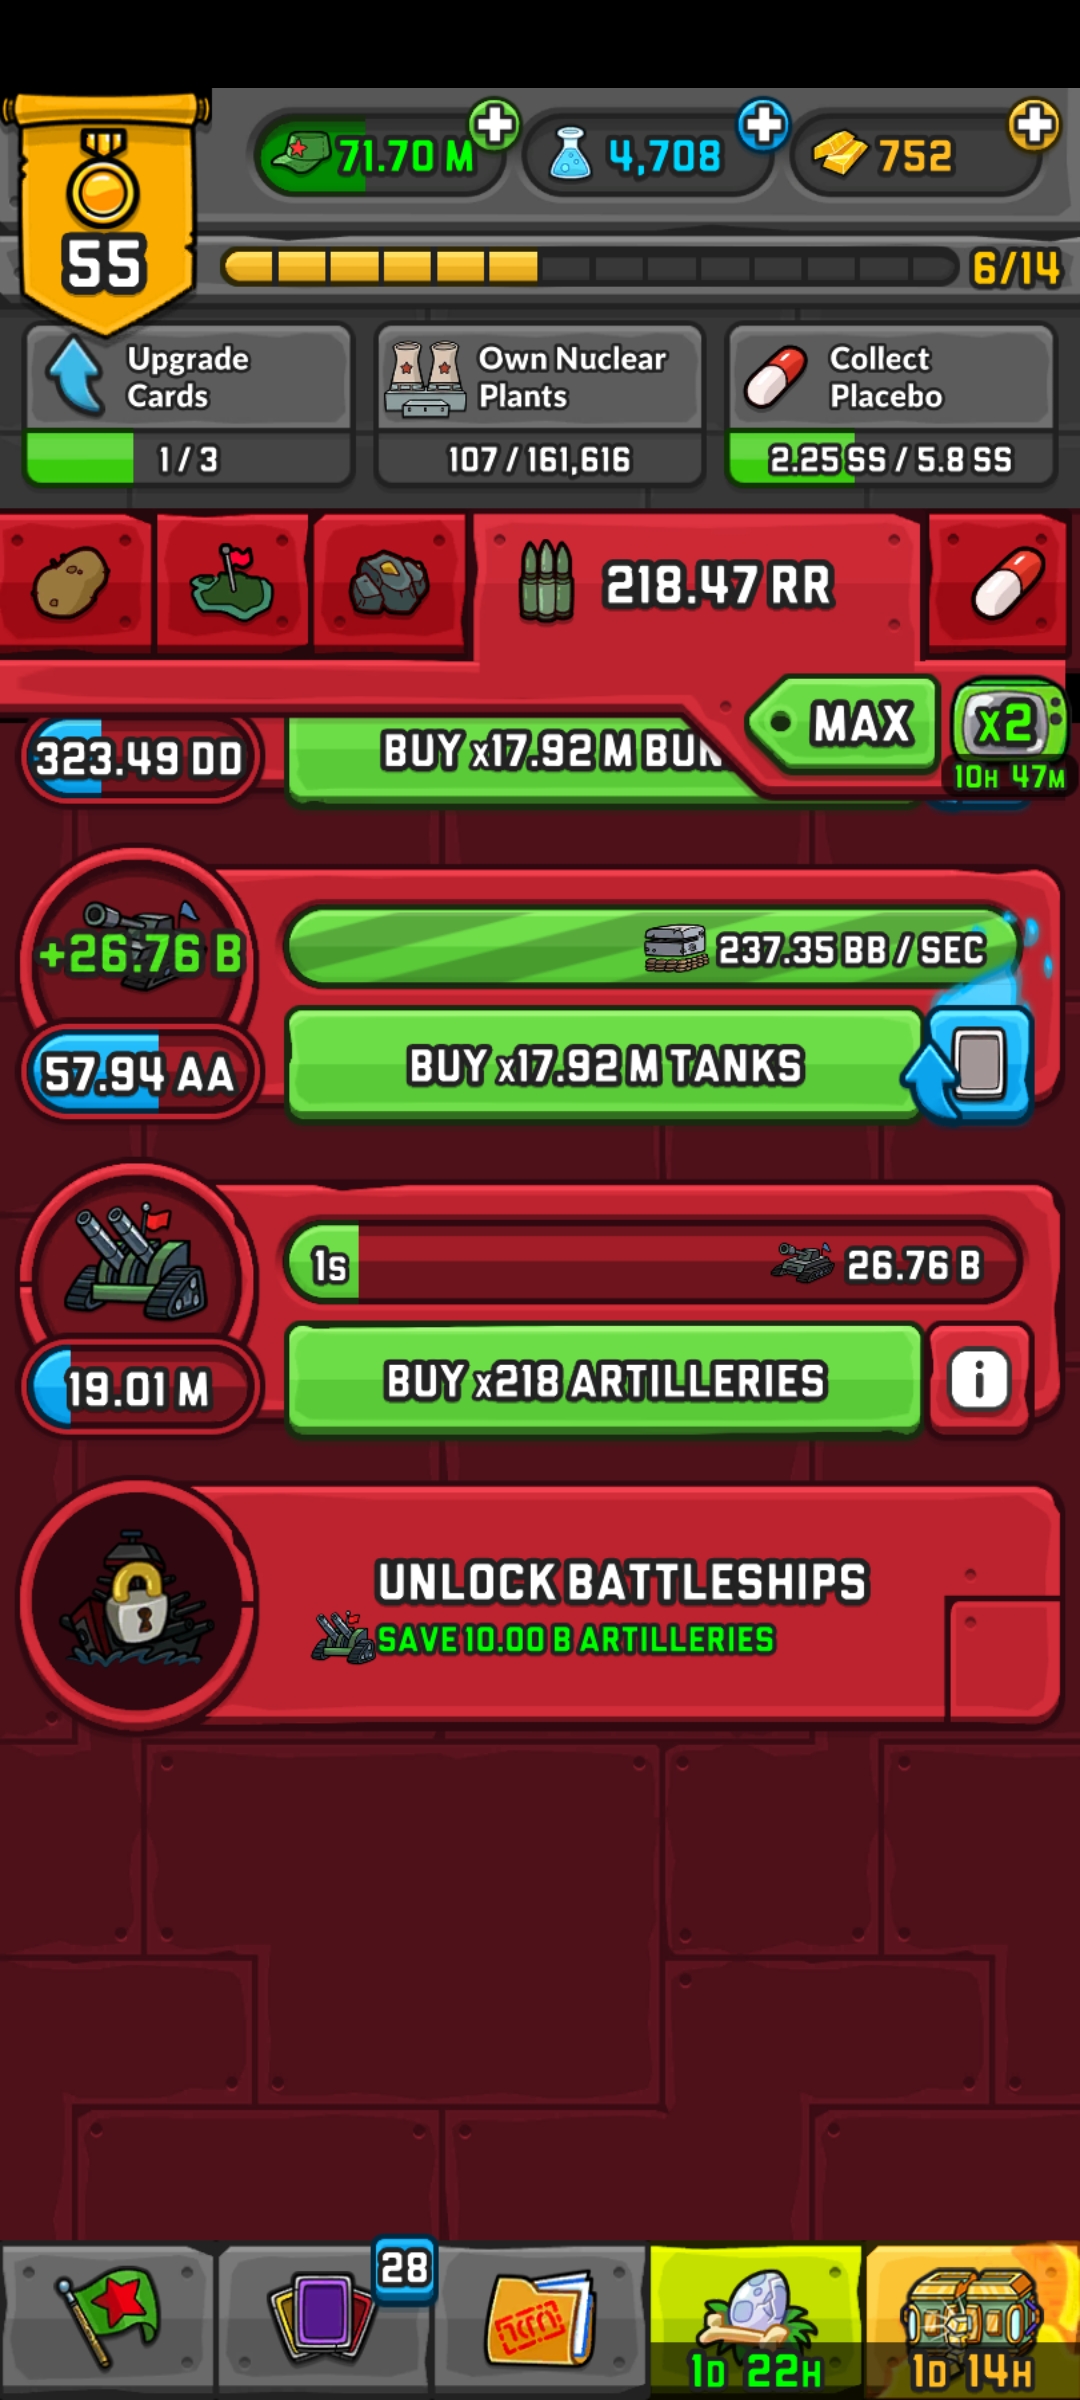 71.70 M
4,708
752
55
6/14
Upgrade
Cards
1 / 3
Own Nuclear
Plants
107 / 161,616
Collect
Placebo
2.25 SS / 5.8 SS
218.47 RR
MAX
x2
10H 47M
323.49 DD
BUY x17.92 M BUN
+26.76 B
237.35 BB / SEC
57.94 AA
BUY x17.92 M TANKS
1s
26.76 B
19.01 M
BUY x218 ARTILLERIES
i
UNLOCK BATTLESHIPS
SAVE 10.00 B ARTILLERIES
28
1D 22H
1D 14H